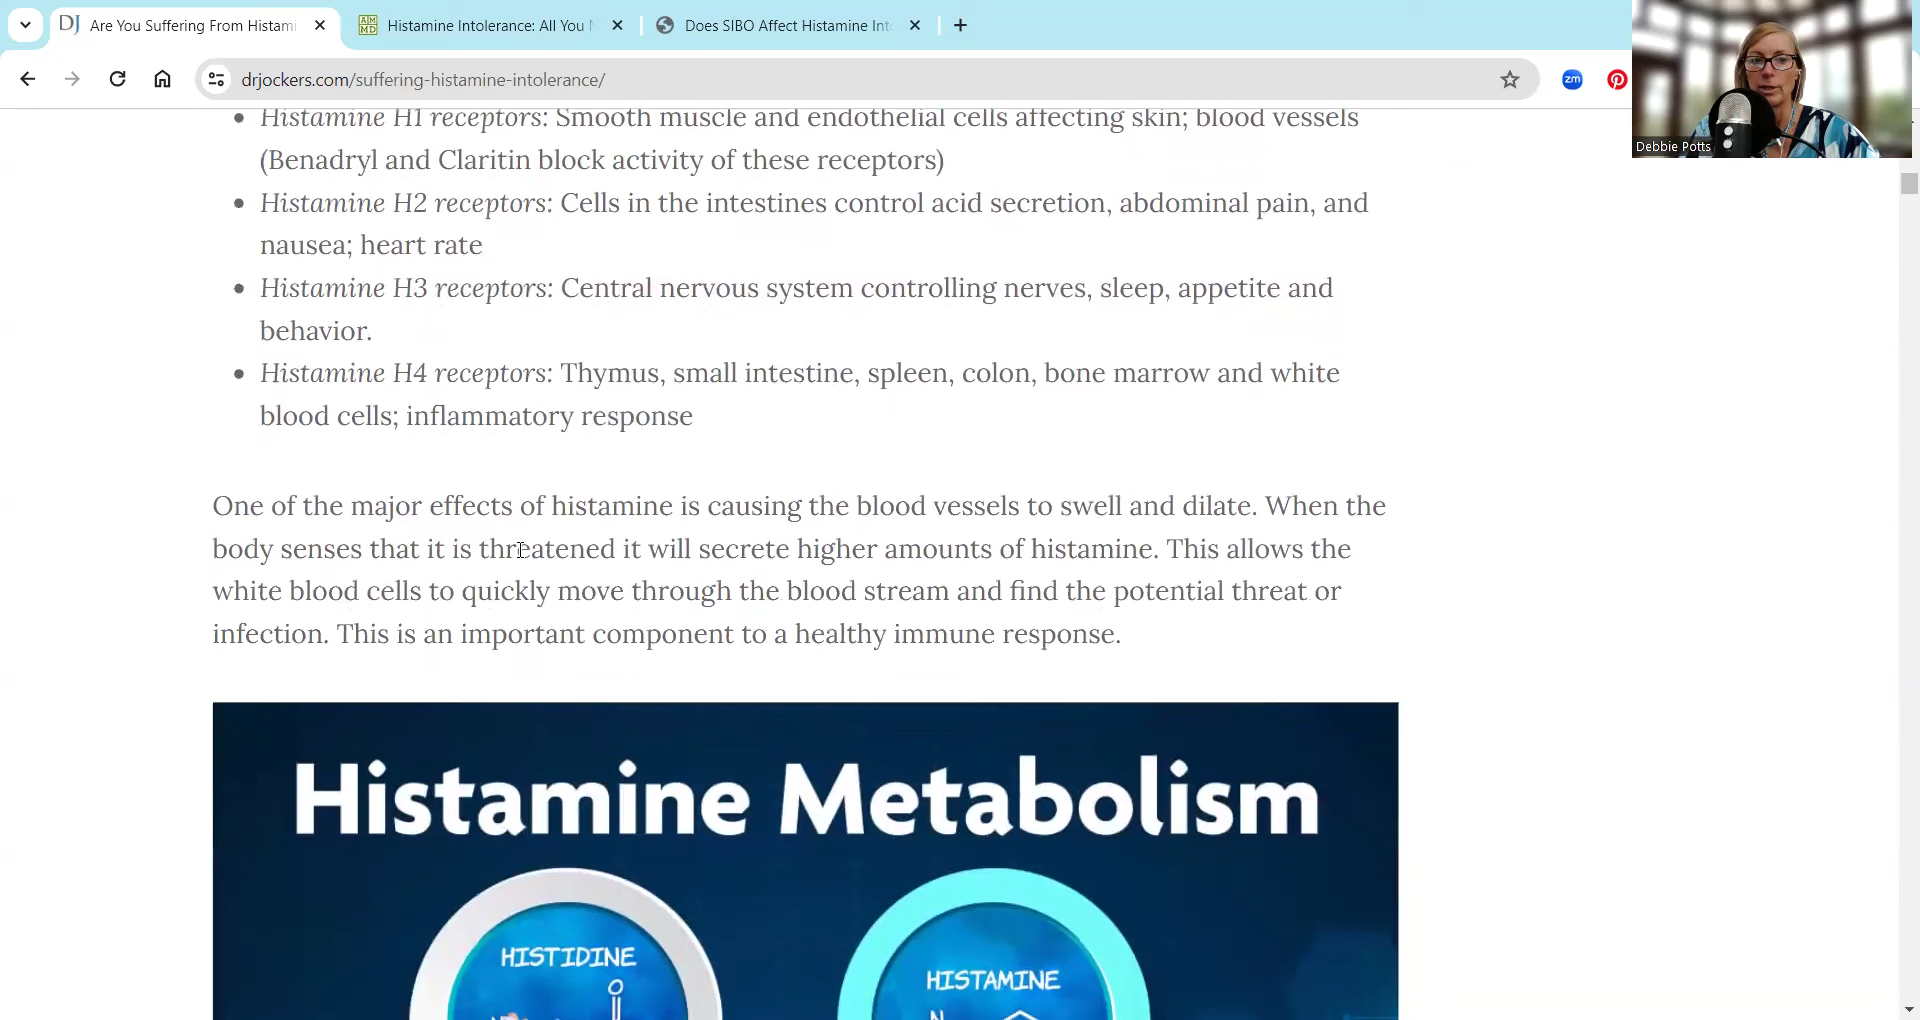 DJ Are You Suffering From Histami
AM MD Histamine Intolerance: All You N
Does SIBO Affect Histamine Int
drjockers.com/suffering-histamine-intolerance/
zm
Debbie Potts
• Histamine H1 receptors: Smooth muscle and endothelial cells affecting skin; blood vessels
(Benadryl and Claritin block activity of these receptors)
• Histamine H2 receptors: Cells in the intestines control acid secretion, abdominal pain, and
nausea; heart rate
• Histamine H3 receptors: Central nervous system controlling nerves, sleep, appetite and
behavior.
• Histamine H4 receptors: Thymus, small intestine, spleen, colon, bone marrow and white
blood cells; inflammatory response
One of the major effects of histamine is causing the blood vessels to swell and dilate. When the
body senses that it is threatened it will secrete higher amounts of histamine. This allows the
white blood cells to quickly move through the blood stream and find the potential threat or
infection. This is an important component to a healthy immune response.
Histamine Metabolism
HISTIDINE
HISTAMINE
N